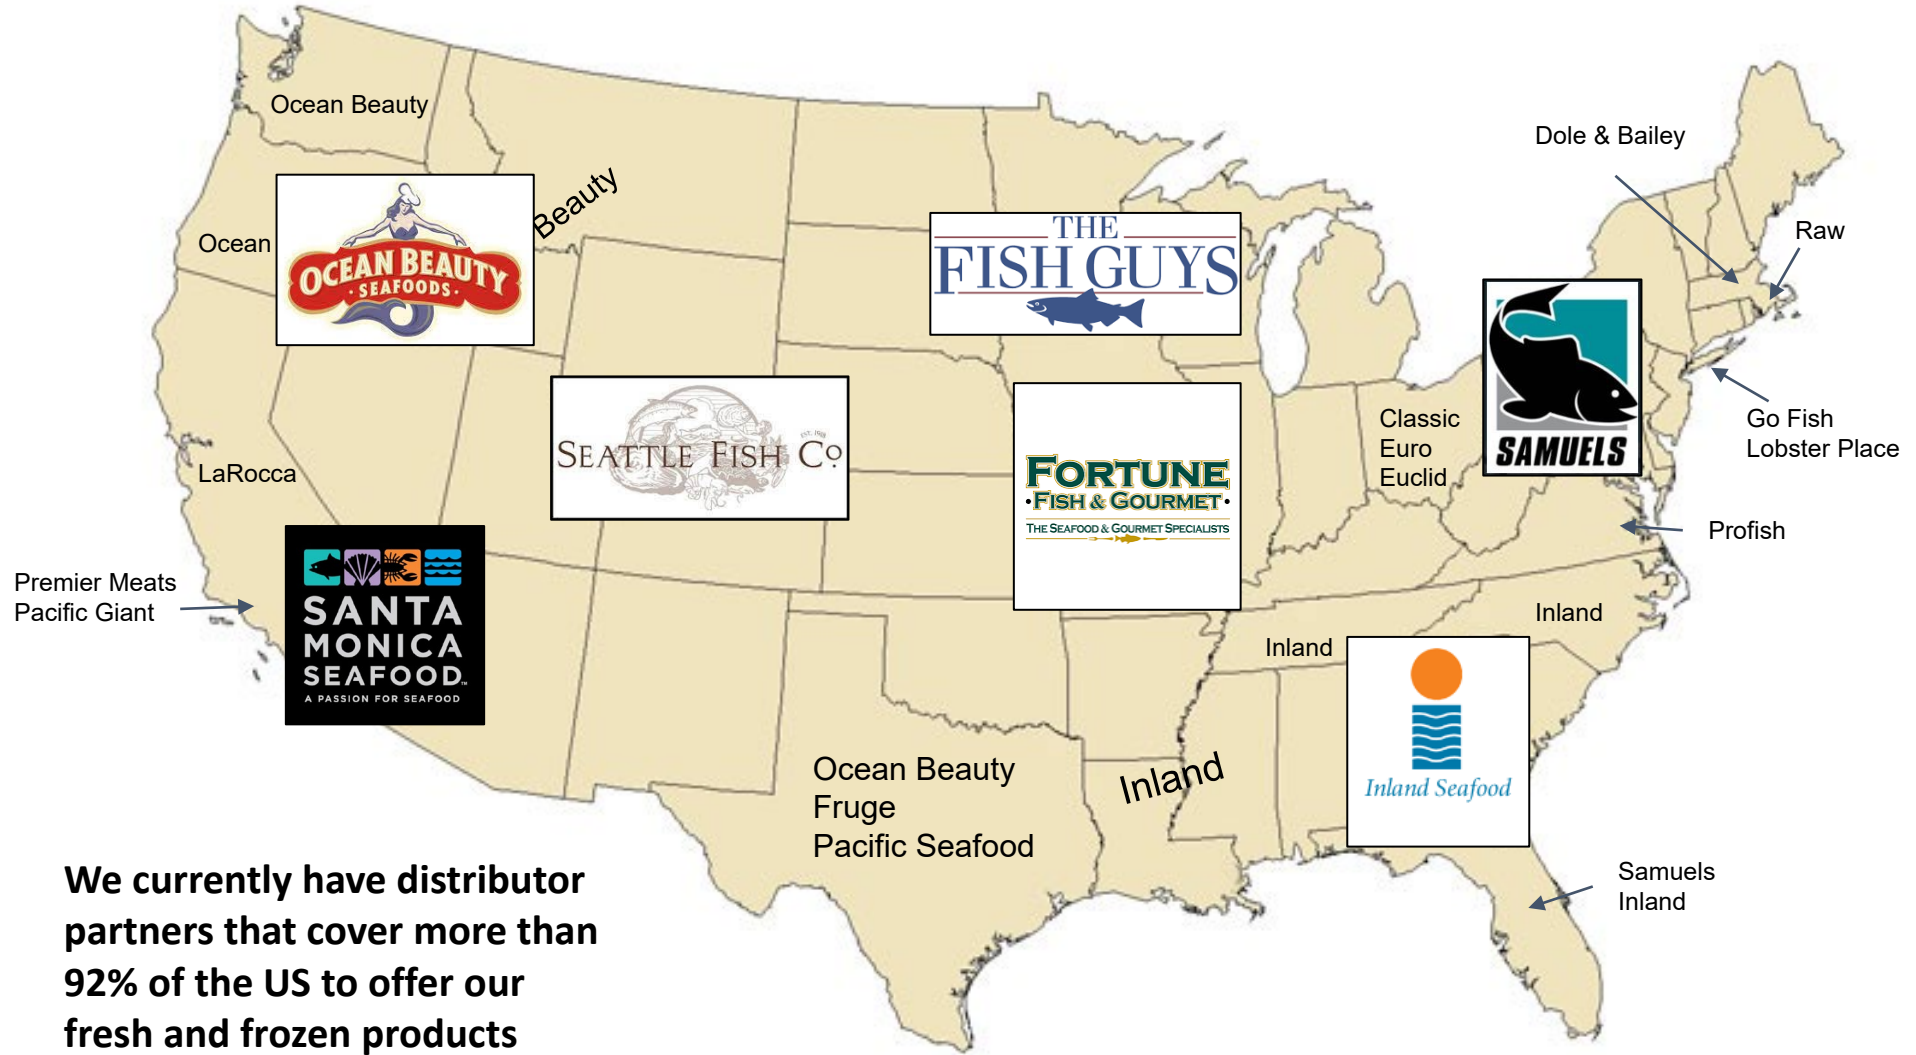 Ocean Beauty
Dole & Bailey
Beauty
Ocean
OCEAN BEAUTY
· SEAFOODS ·
THE
FISH GUYS
Raw
SAMUELS
SEATTLE FISH Co.
EST. 1918
FORTUNE
· FISH & GOURMET ·
THE SEAFOOD & GOURMET SPECIALISTS
Classic
Euro
Euclid
Go Fish
Lobster Place
LaRocca
Profish
Premier Meats
Pacific Giant
SANTA
MONICA
SEAFOOD™
A PASSION FOR SEAFOOD
Inland
Inland
Inland Seafood
Ocean Beauty
Fruge
Pacific Seafood
Inland
Samuels
Inland
We currently have distributor
partners that cover more than
92% of the US to offer our
fresh and frozen products